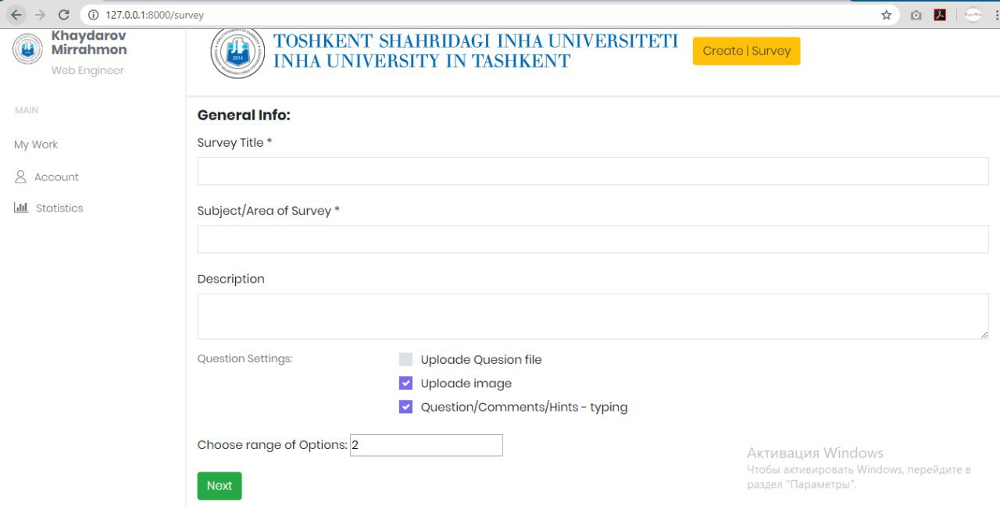 127.0.0.1:8000/survey
Khaydarov
Mirrahmon
Web Engineer
MAIN
My Work
Account
Statistics
2014
TOSHKENT SHAHRIDAGI INHA UNIVERSITETI
INHA UNIVERSITY IN TASHKENT
Create | Survey
General Info:
Survey Title *
Subject/Area of Survey *
Description
Question Settings:
Uploade Quesion file
Uploade image
Question/Comments/Hints - typing
Choose range of Options: 2
Next
Активация Windows
Чтобы активировать Windows, перейдите в
раздел "Параметры".